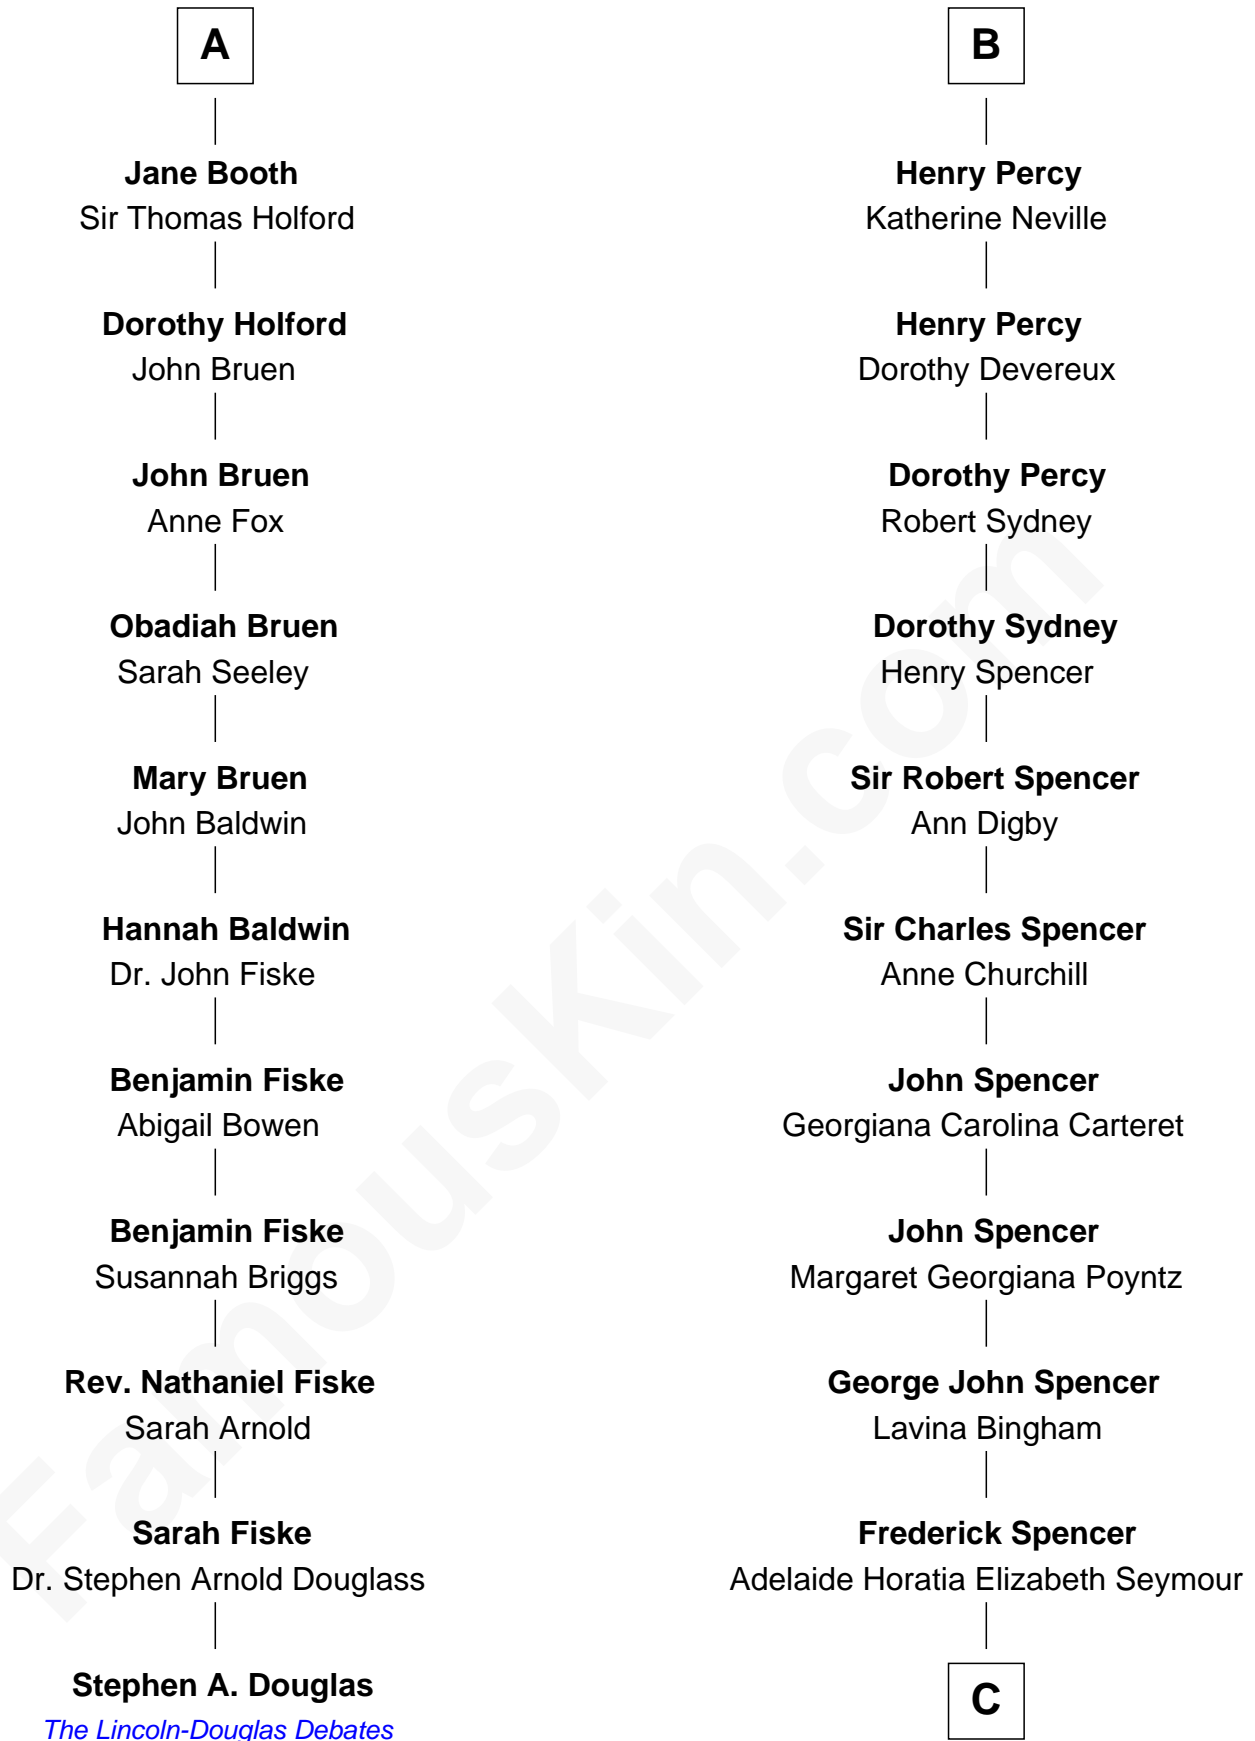 A
Jane Booth
Sir Thomas Holford
Dorothy Holford
John Bruen
John Bruen
Anne Fox
Obadiah Bruen
Sarah Seeley
Mary Bruen
John Baldwin
Hannah Baldwin
Dr. John Fiske
Benjamin Fiske
Abigail Bowen
Benjamin Fiske
Susannah Briggs
Rev. Nathaniel Fiske
Sarah Arnold
Sarah Fiske
Dr. Stephen Arnold Douglass
Stephen A. Douglas
The Lincoln-Douglas Debates
B
Henry Percy
Katherine Neville
Henry Percy
Dorothy Devereux
Dorothy Percy
Robert Sydney
Dorothy Sydney
Henry Spencer
Sir Robert Spencer
Ann Digby
Sir Charles Spencer
Anne Churchill
John Spencer
Georgiana Carolina Carteret
John Spencer
Margaret Georgiana Poyntz
George John Spencer
Lavina Bingham
Frederick Spencer
Adelaide Horatia Elizabeth Seymour
C
FamousKin.com